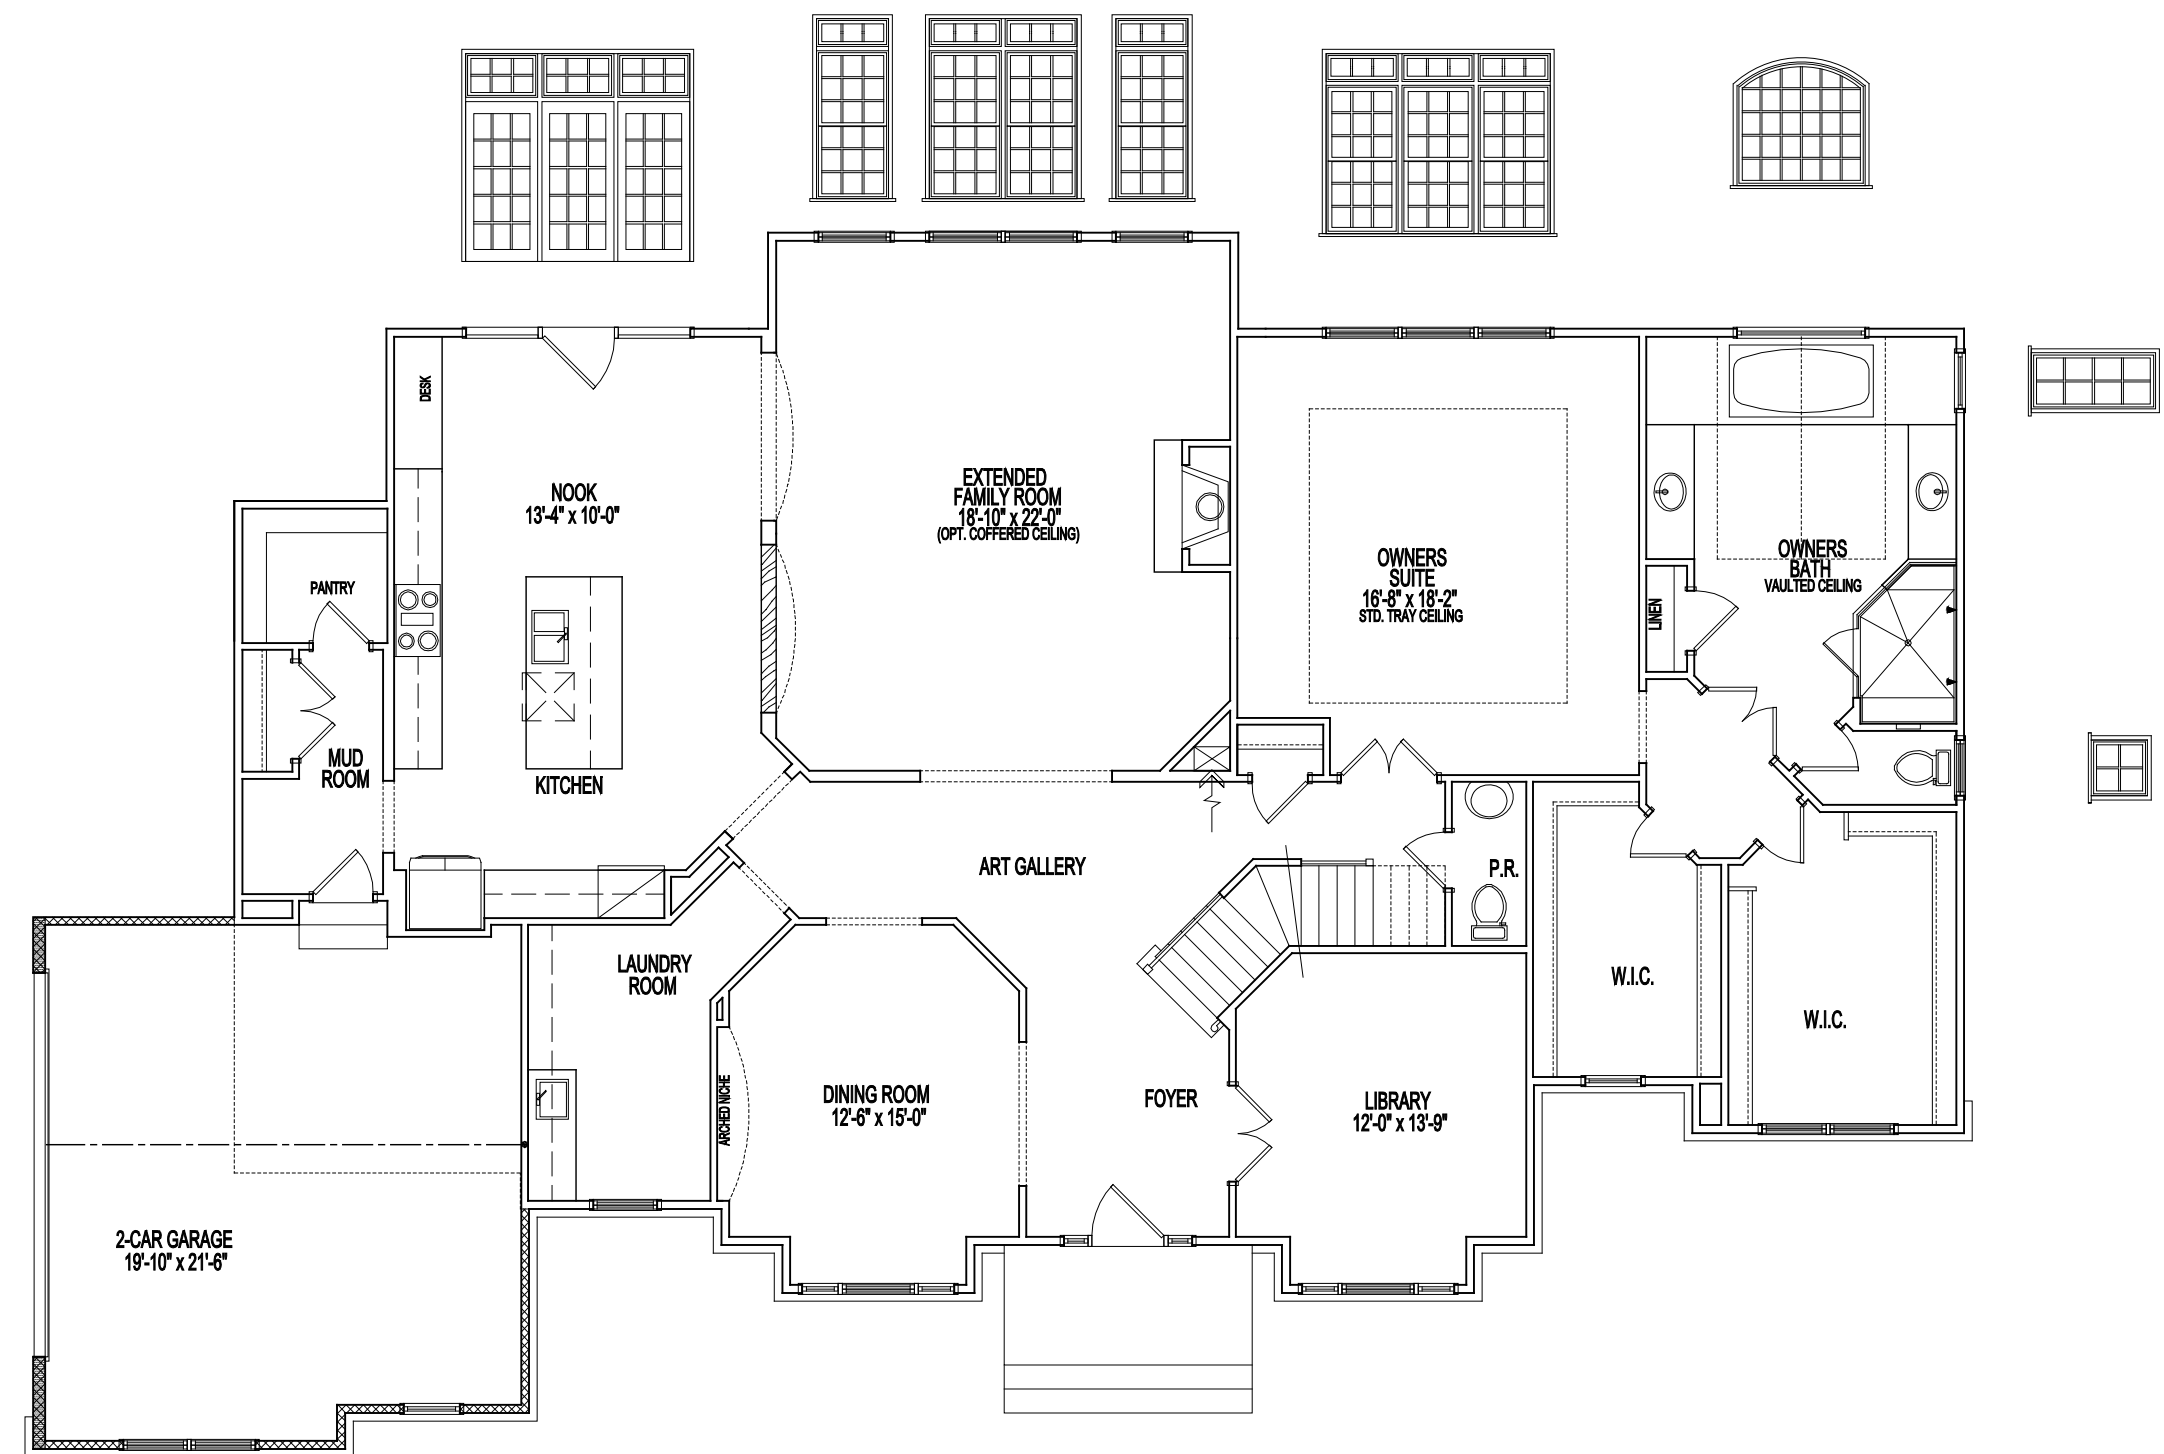 DESK
NOOK
13'-4" x 10'-0"
EXTENDED
FAMILY ROOM
18'-10" x 22'-0"
(OPT. COFFERED CEILING)
OWNERS
SUITE
16'-8" x 18'-2"
STD. TRAY CEILING
OWNERS
BATH
VAULTED CEILING
PANTRY
LINEN
MUD
ROOM
KITCHEN
ART GALLERY
P.R.
LAUNDRY
ROOM
W.I.C.
W.I.C.
ARCHED NICHE
DINING ROOM
12'-6" x 15'-0"
FOYER
LIBRARY
12'-0" x 13'-9"
2-CAR GARAGE
19'-10" x 21'-6"